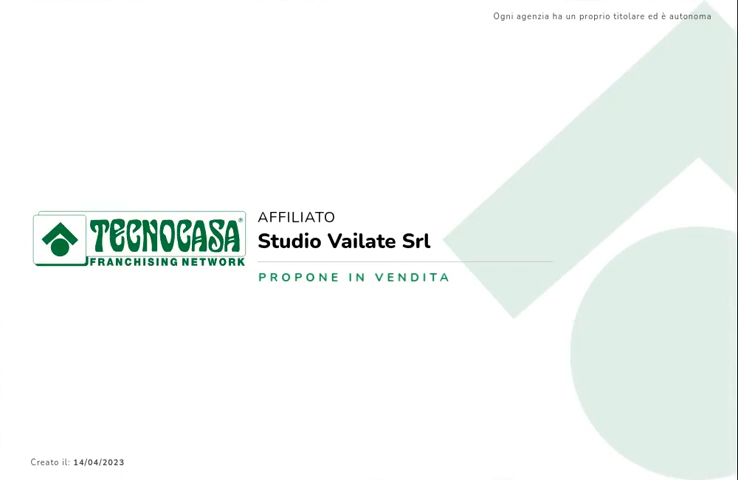 Ogni agenzia ha un proprio titolare ed è autonoma
TECNOCASA®
FRANCHISING NETWORK
AFFILIATO
Studio Vailate Srl
PROPONE IN VENDITA
Creato il: 14/04/2023